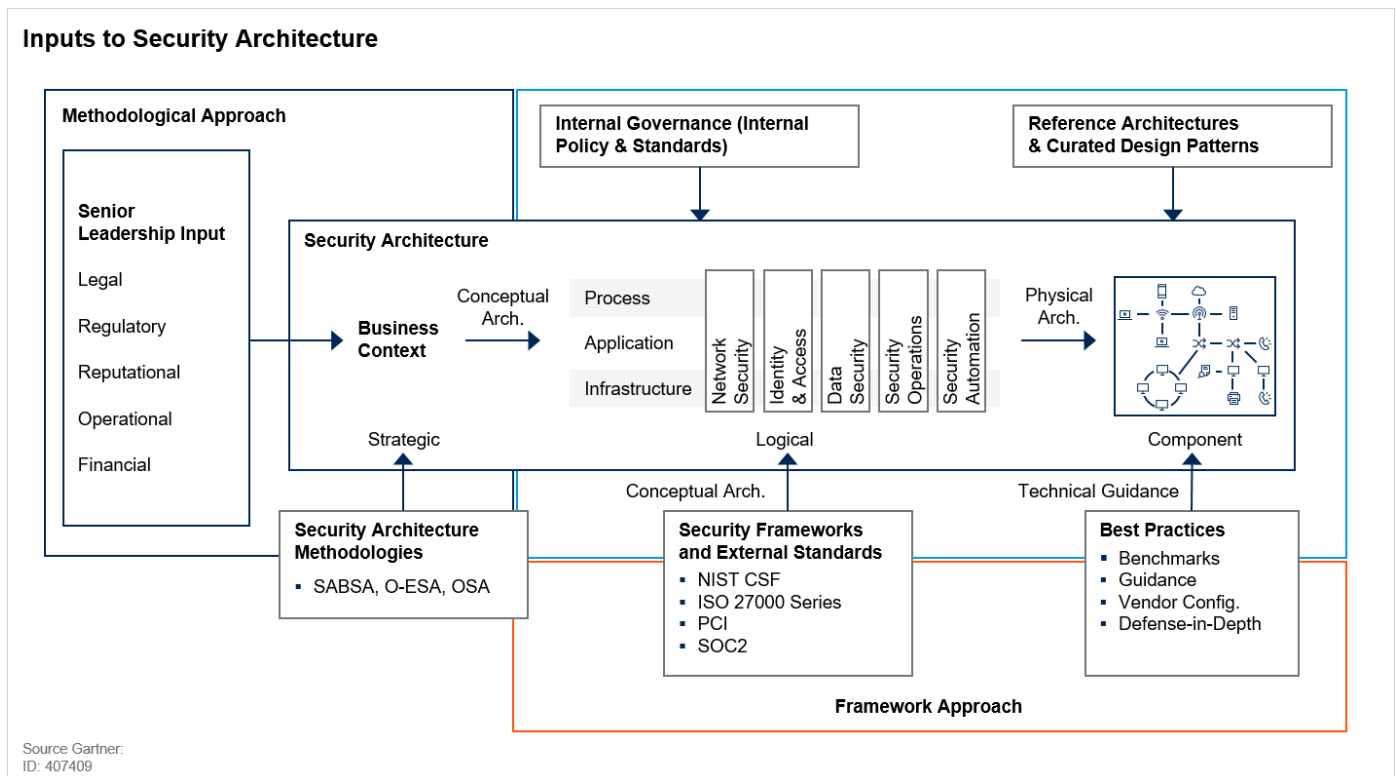 Inputs to Security Architecture
Methodological Approach
Senior
Leadership Input
Legal
Regulatory
Reputational
Operational
Financial
Internal Governance (Internal
Policy & Standards)
Reference Architectures
& Curated Design Patterns
Security Architecture
Business
Context
Conceptual
Arch.
Process
Application
Infrastructure
Network
Security
Identity
& Access
Data
Security
Security
Operations
Security
Automation
Physical
Arch.
Strategic
Logical
Component
Conceptual Arch.
Technical Guidance
Security Architecture
Methodologies
▪ SABSA, O-ESA, OSA
Security Frameworks
and External Standards
▪ NIST CSF
▪ ISO 27000 Series
▪ PCI
▪ SOC2
Best Practices
▪ Benchmarks
▪ Guidance
▪ Vendor Config.
▪ Defense-in-Depth
Framework Approach
Source Gartner:
ID: 407409